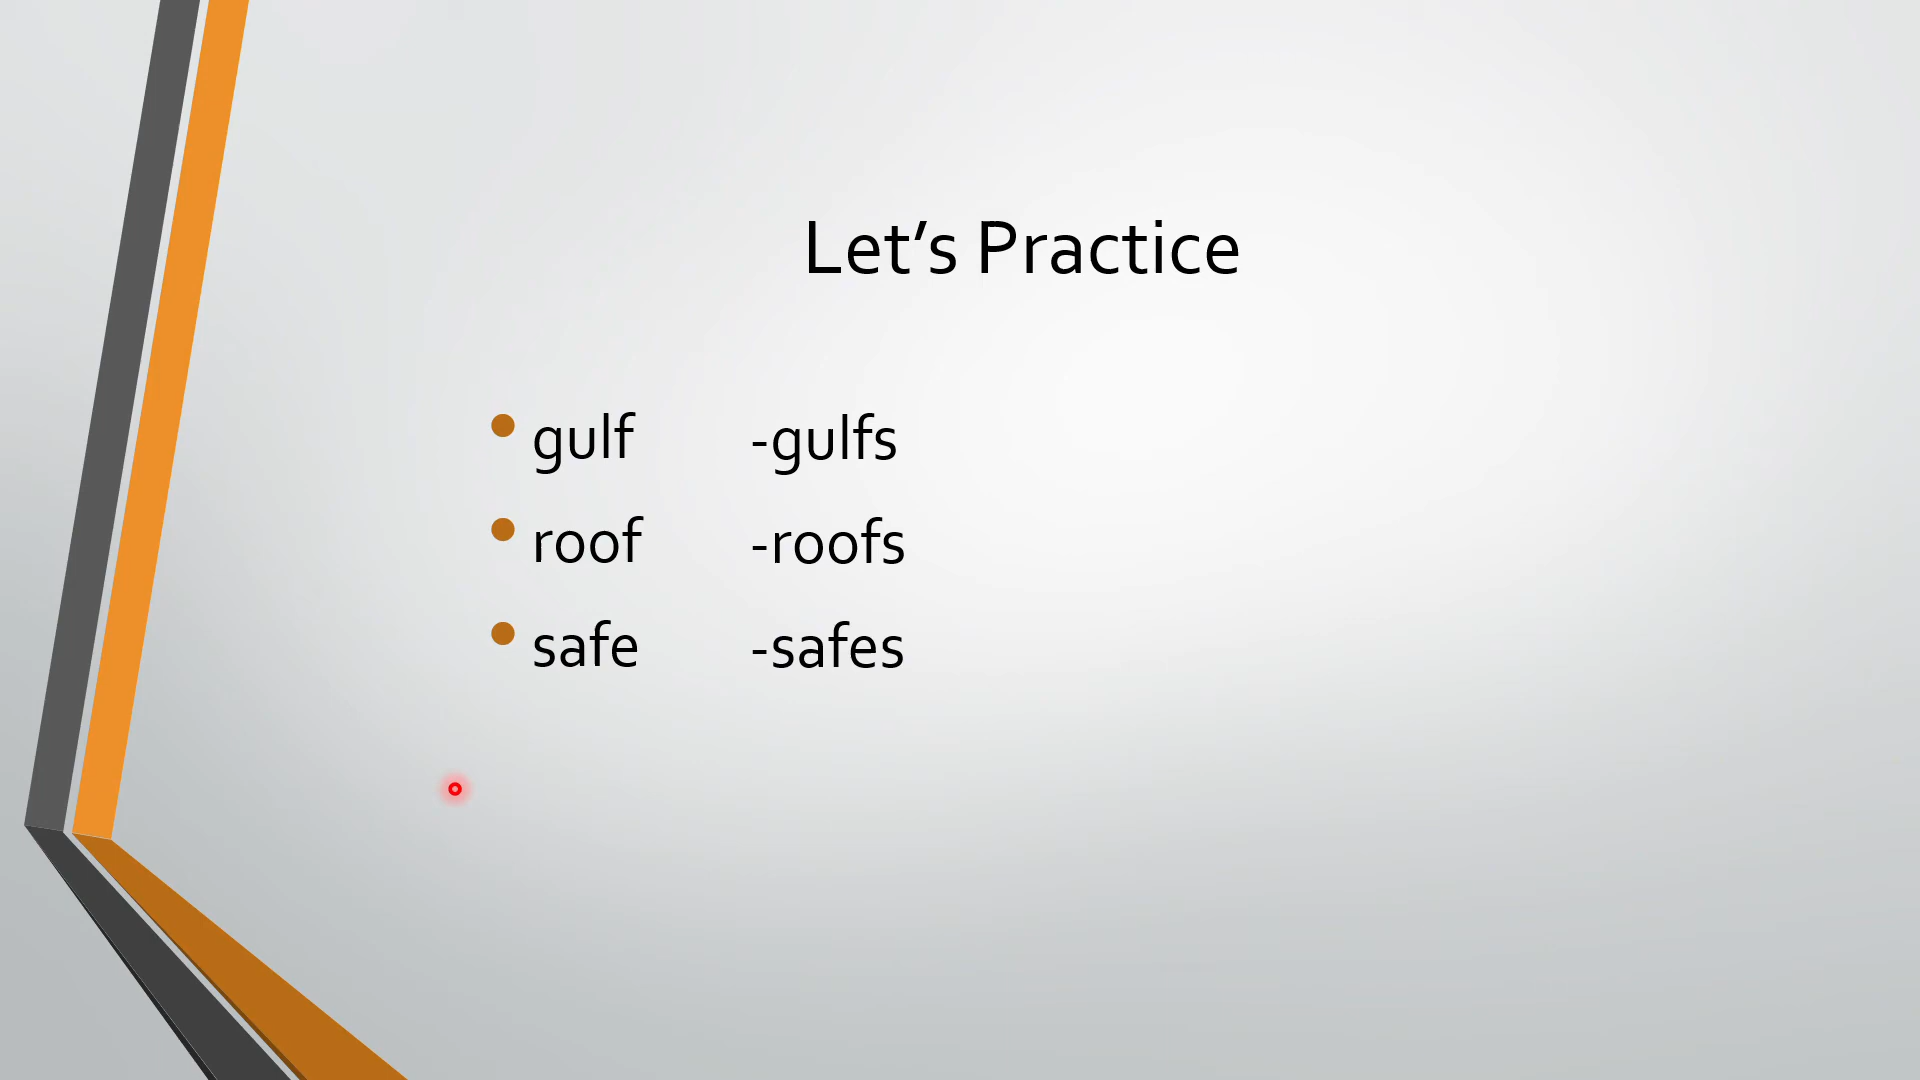 Let's Practice
• gulf -gulfs
• roof -roofs
• safe -safes